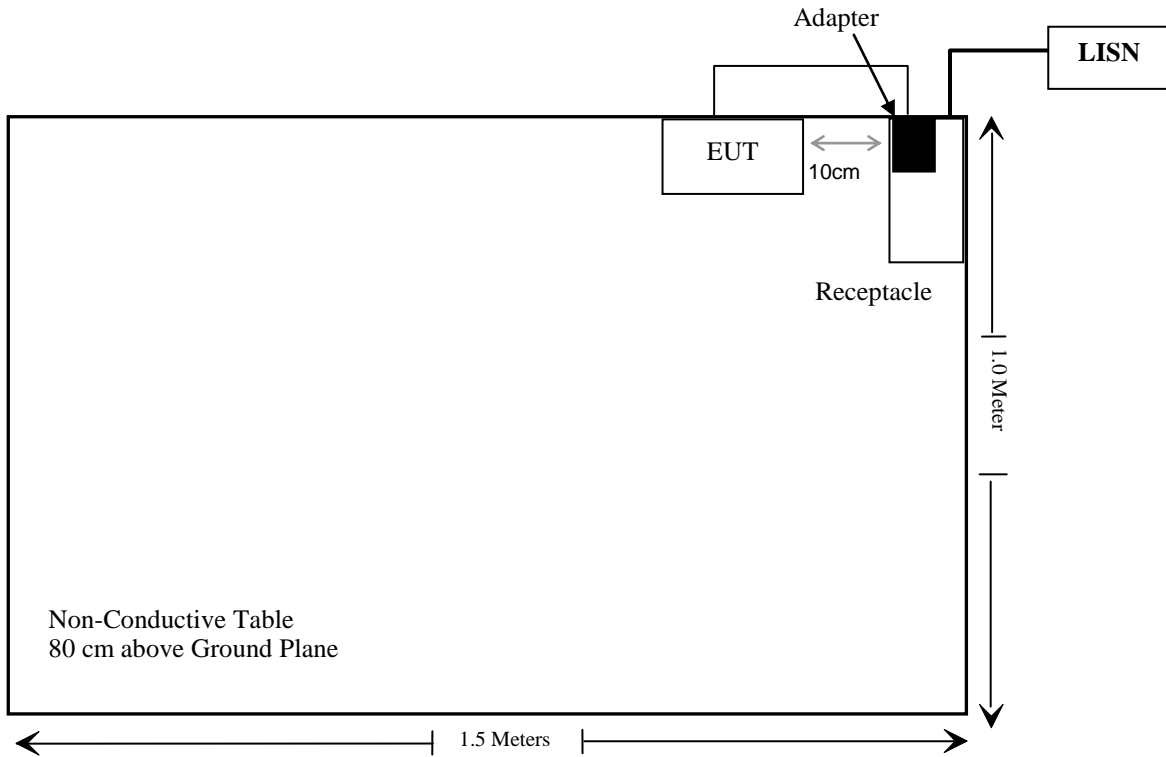 Adapter
LISN
EUT
10cm
Receptacle
1.0 Meter
Non-Conductive Table
80 cm above Ground Plane
1.5 Meters